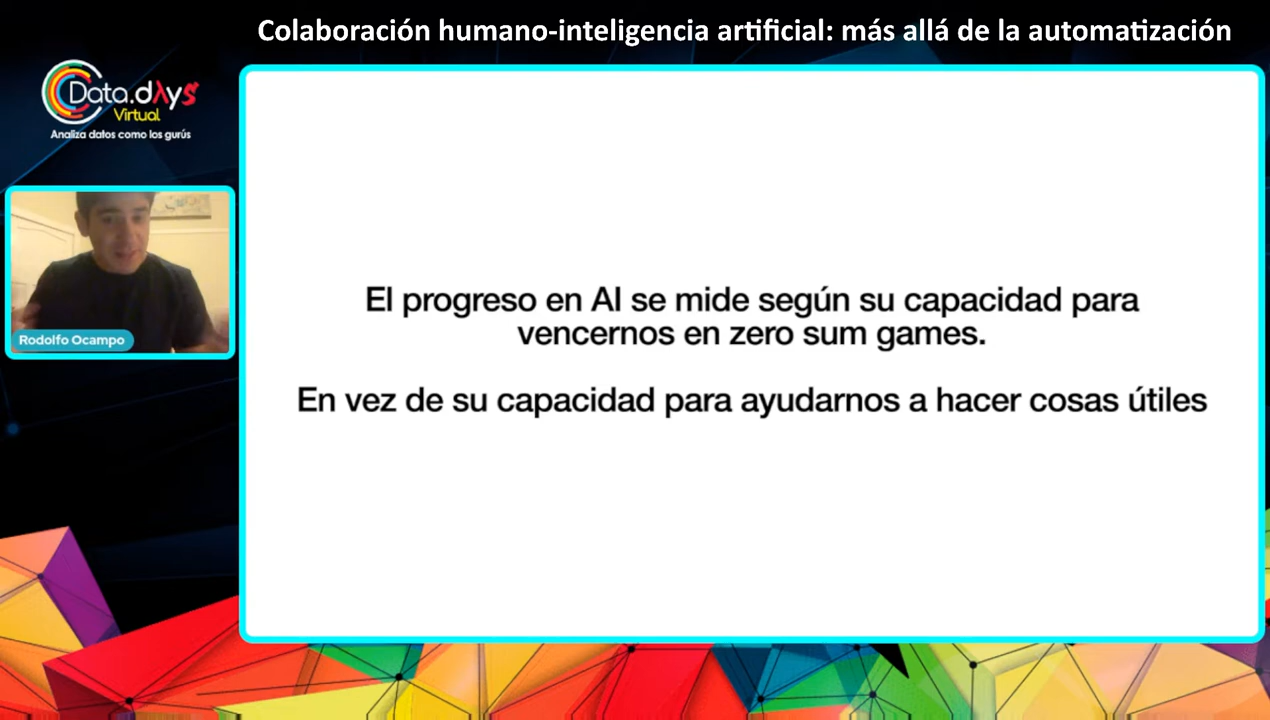 Colaboración humano-inteligencia artificial: más allá de la automatización
Data.dAys
Virtual
Analiza datos como los gurús
Rodolfo Ocampo
El progreso en AI se mide según su capacidad para
vencernos en zero sum games.
En vez de su capacidad para ayudarnos a hacer cosas útiles